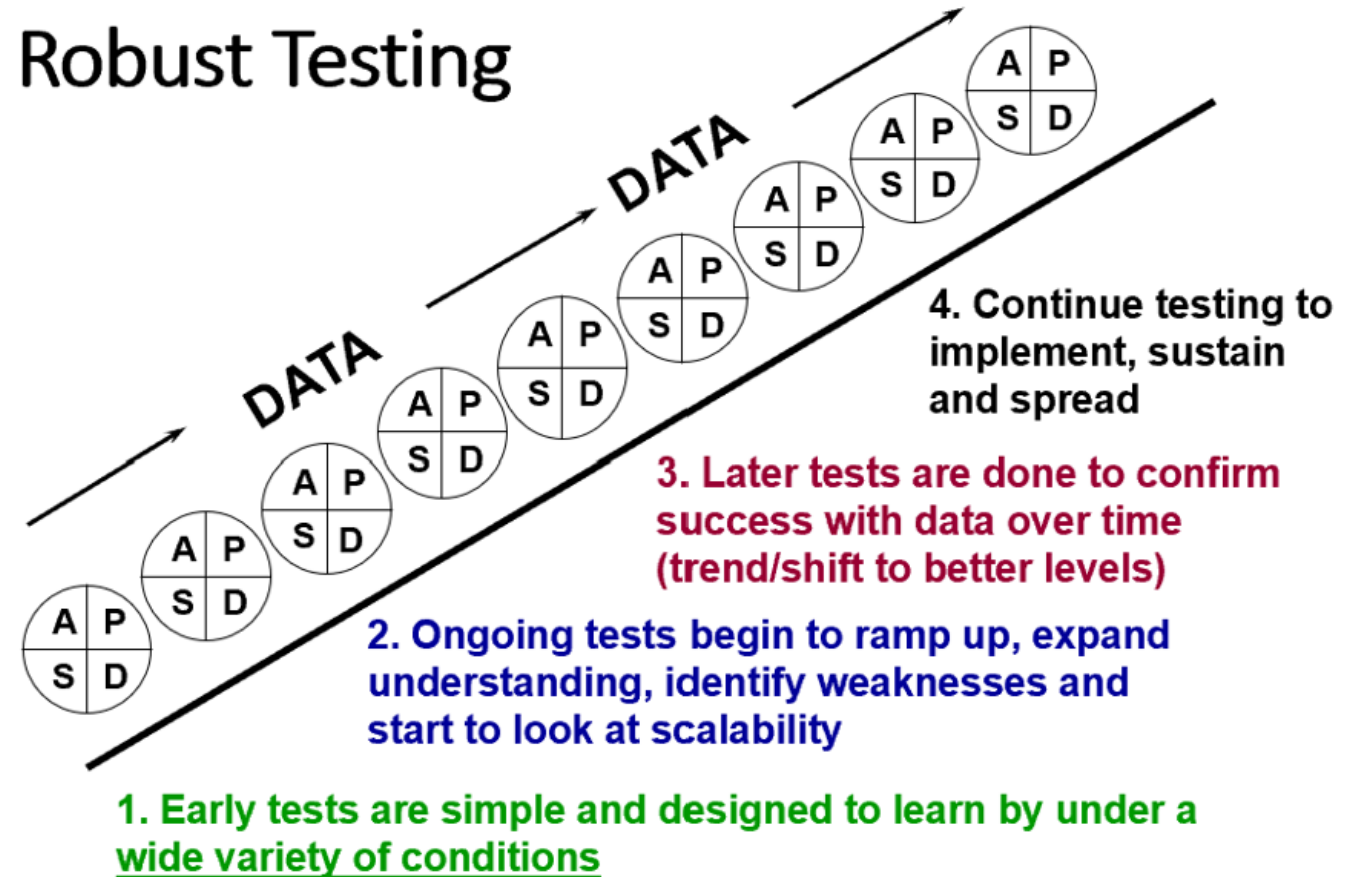 Robust Testing
DATA
DATA
A P
S D
A P
S D
A P
S D
A P
S D
A P
S D
A P
S D
A P
S D
A P
S D
A P
S D
4. Continue testing to
implement, sustain
and spread
3. Later tests are done to confirm
success with data over time
(trend/shift to better levels)
2. Ongoing tests begin to ramp up, expand
understanding, identify weaknesses and
start to look at scalability
1. Early tests are simple and designed to learn by under a
wide variety of conditions